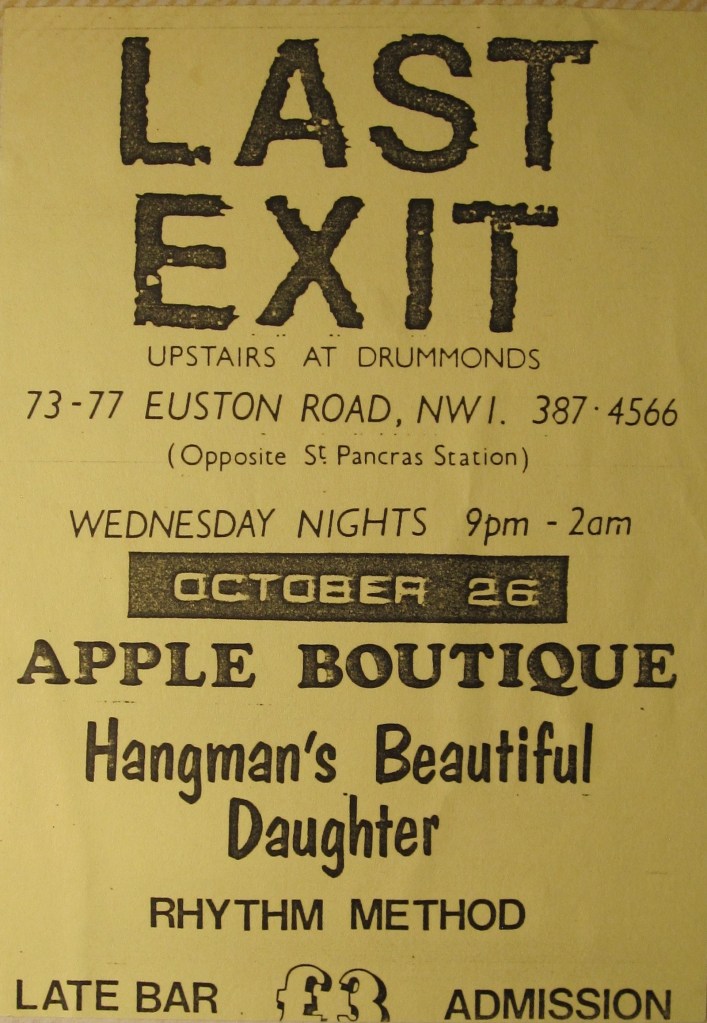 LAST
EXIT
UPSTAIRS AT DRUMMONDS
73-77 EUSTON ROAD, NW1. 387·4566
(Opposite St. Pancras Station)
WEDNESDAY NIGHTS 9pm - 2am
OCTOBER 26
APPLE BOUTIQUE
Hangman's Beautiful
Daughter
RHYTHM METHOD
LATE BAR £3 ADMISSION